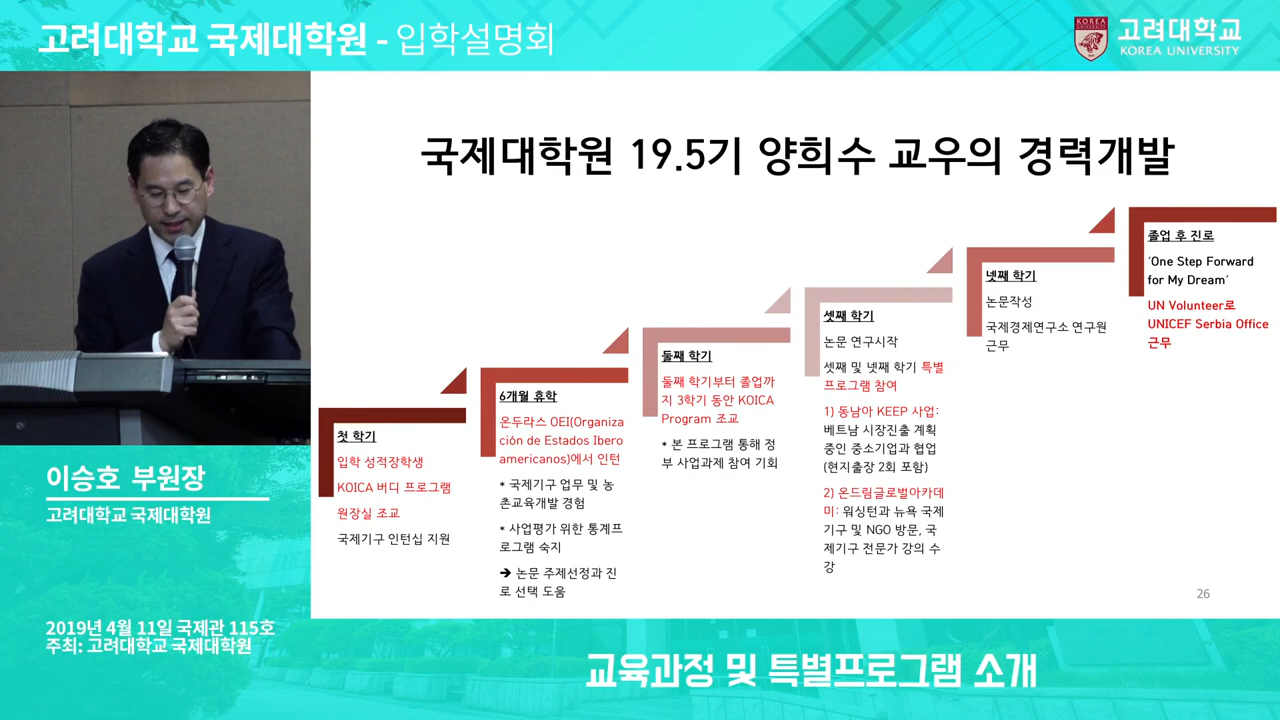 고려대학교 국제대학원 - 입학설명회
KOREA UNIVERSITY
고려대학교
KOREA UNIVERSITY
국제대학원 19.5기 양희수 교우의 경력개발
첫 학기
입학 성적장학생
KOICA 버디 프로그램
원장실 조교
국제기구 인턴십 지원
6개월 휴학
온두라스 OEI(Organiza
ción de Estados Ibero
americanos)에서 인턴
* 국제기구 업무 및 농
촌교육개발 경험
* 사업평가 위한 통계프
로그램 숙지
➔ 논문 주제선정과 진
로 선택 도움
둘째 학기
둘째 학기부터 졸업까
지 3학기 동안 KOICA
Program 조교
* 본 프로그램 통해 정
부 사업과제 참여 기회
셋째 학기
논문 연구시작
셋째 및 넷째 학기 특별
프로그램 참여
1) 동남아 KEEP 사업:
베트남 시장진출 계획
중인 중소기업과 협업
(현지출장 2회 포함)
2) 온드림글로벌아카데
미: 워싱턴과 뉴욕 국제
기구 및 NGO 방문, 국
제기구 전문가 강의 수
강
넷째 학기
논문작성
국제경제연구소 연구원
근무
졸업 후 진로
‘One Step Forward
for My Dream’
UN Volunteer로
UNICEF Serbia Office
근무
26
이승호 부원장
고려대학교 국제대학원
2019년 4월 11일 국제관 115호
주최: 고려대학교 국제대학원
교육과정 및 특별프로그램 소개